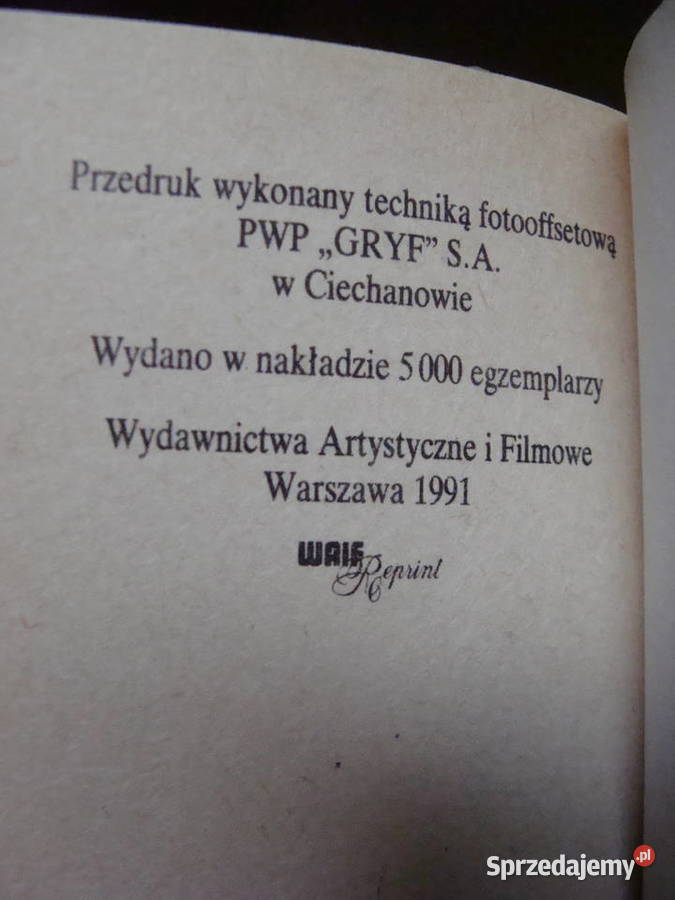 Przedruk wykonany techniką fotooffsetową
PWP „GRYF” S.A.
w Ciechanowie
Wydano w nakładzie 5 000 egzemplarzy
Wydawnictwa Artystyczne i Filmowe
Warszawa 1991
WAiF Reprint
Sprzedajemy.pl